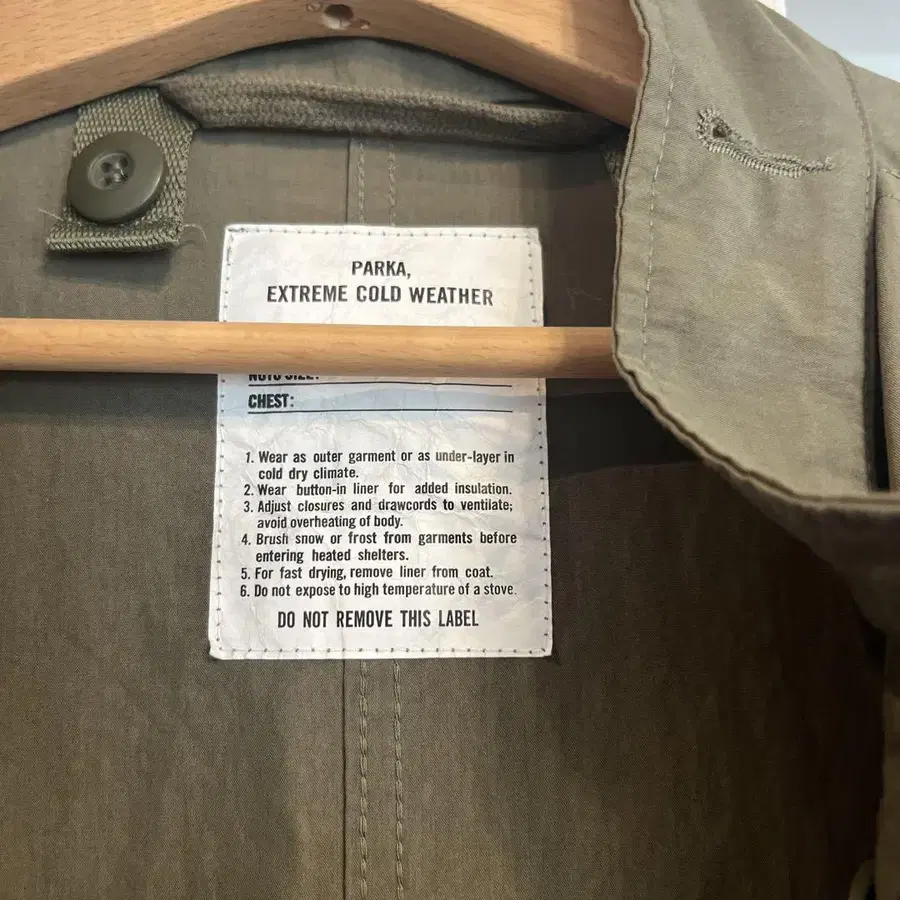 PARKA,
EXTREME COLD WEATHER
CHEST:
1. Wear as outer garment or as under-layer in
cold dry climate.
2. Wear button-in liner for added insulation.
3. Adjust closures and drawcords to ventilate;
avoid overheating of body.
4. Brush snow or frost from garments before
entering heated shelters.
5. For fast drying, remove liner from coat.
6. Do not expose to high temperature of a stove.
DO NOT REMOVE THIS LABEL